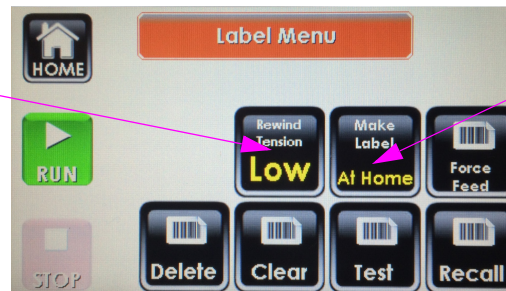 Label Menu
HOME
Rewind
Tension
Low
Make
Label
At Home
Force
Feed
RUN
Delete
Clear
Test
Recall
STOP